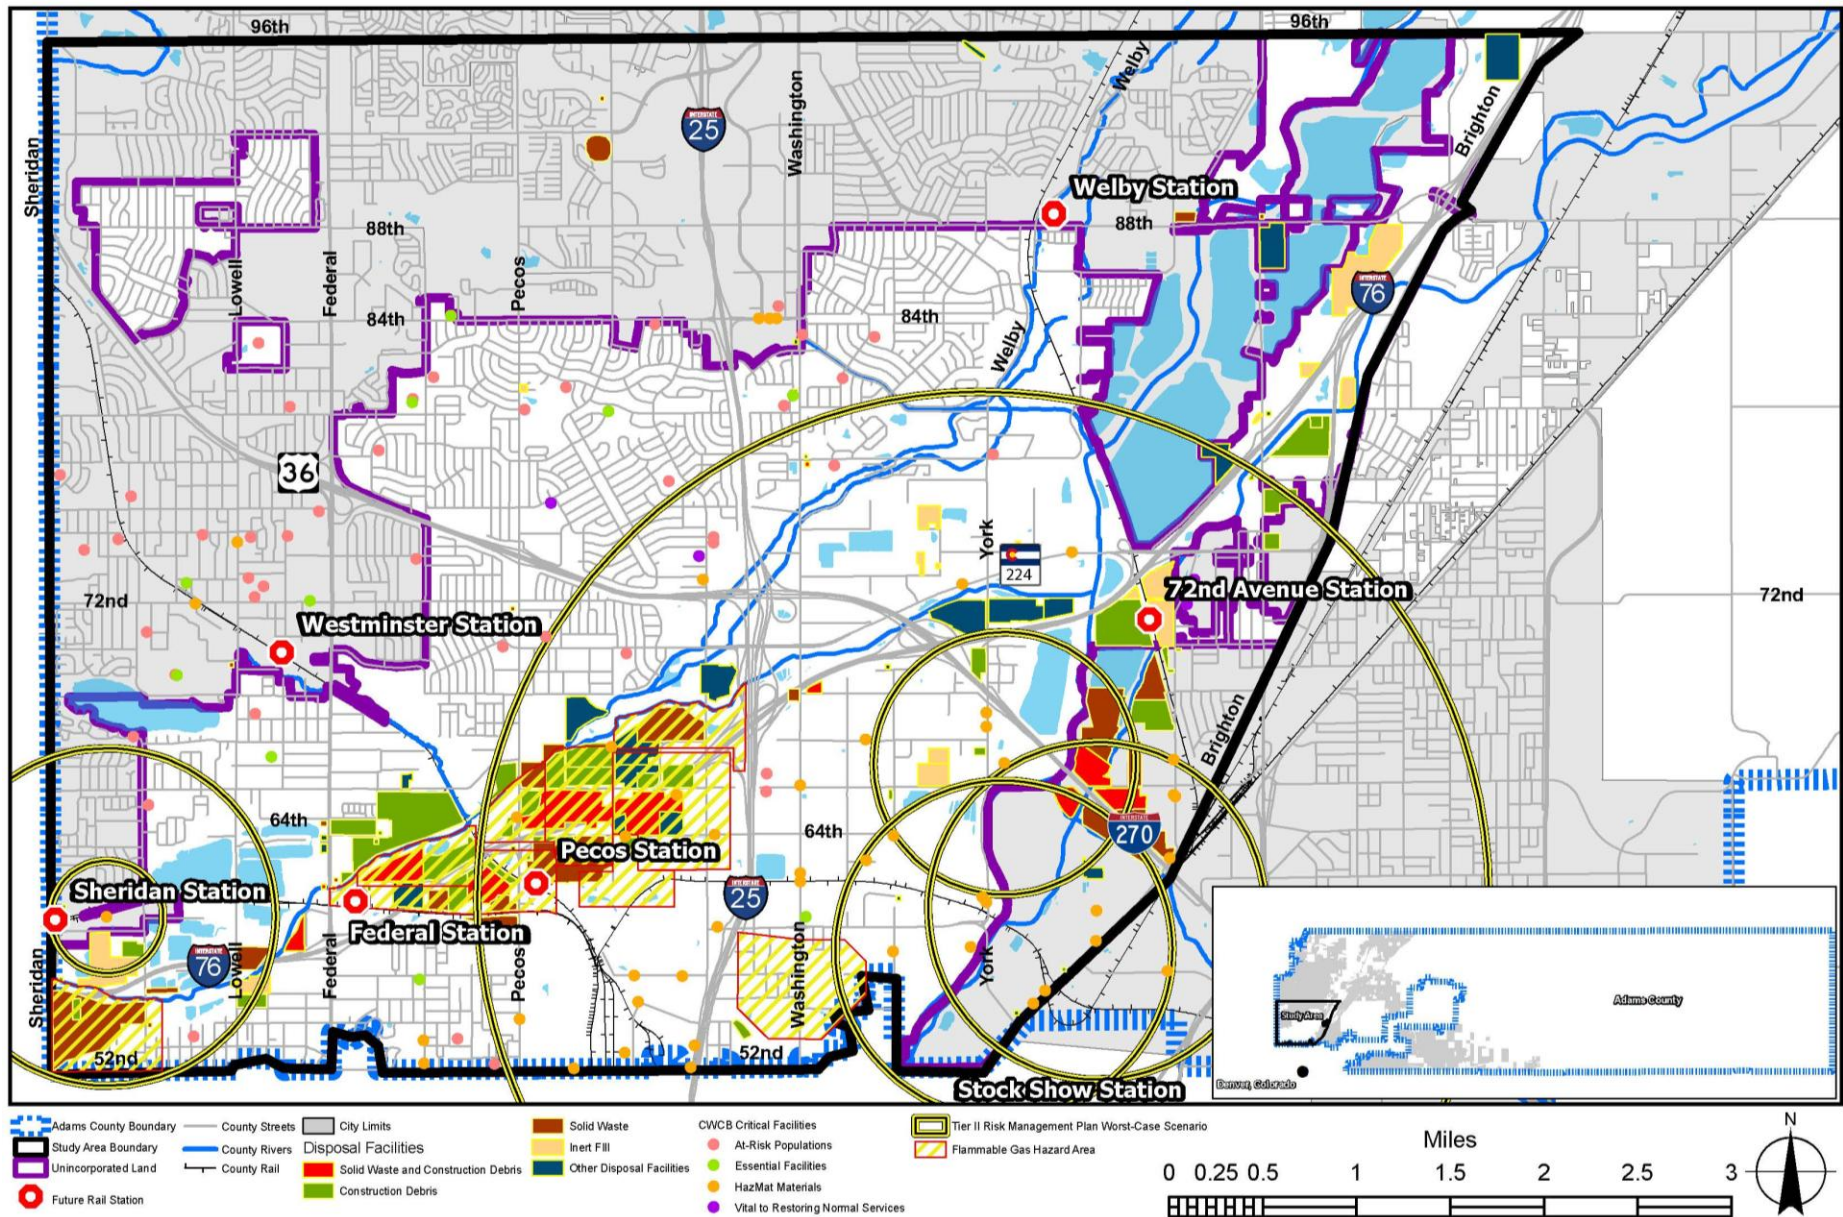 96th
96th
Welby
INTERSTATE
25
Washington
Brighton
Sheridan
Welby Station
88th
88th
Lowell
Federal
Pecos
INTERSTATE
76
84th
84th
Welby
36
York
224
72nd Avenue Station
72nd
72nd
Westminster Station
Brighton
64th
64th
INTERSTATE
270
Pecos Station
Sheridan Station
INTERSTATE
25
Federal Station
Sheridan
INTERSTATE
76
Lowell
Federal
Pecos
Washington
York
52nd
52nd
Stock Show Station
Adams County
Study Area
Denver, Colorado
Adams County Boundary
Study Area Boundary
Unincorporated Land
Future Rail Station
County Streets
County Rivers
County Rail
City Limits
Disposal Facilities
Solid Waste and Construction Debris
Construction Debris
Solid Waste
Inert Fill
Other Disposal Facilities
CWCB Critical Facilities
At-Risk Populations
Essential Facilities
HazMat Materials
Vital to Restoring Normal Services
Tier II Risk Management Plan Worst-Case Scenario
Flammable Gas Hazard Area
Miles
0 0.25 0.5 1 1.5 2 2.5 3
N